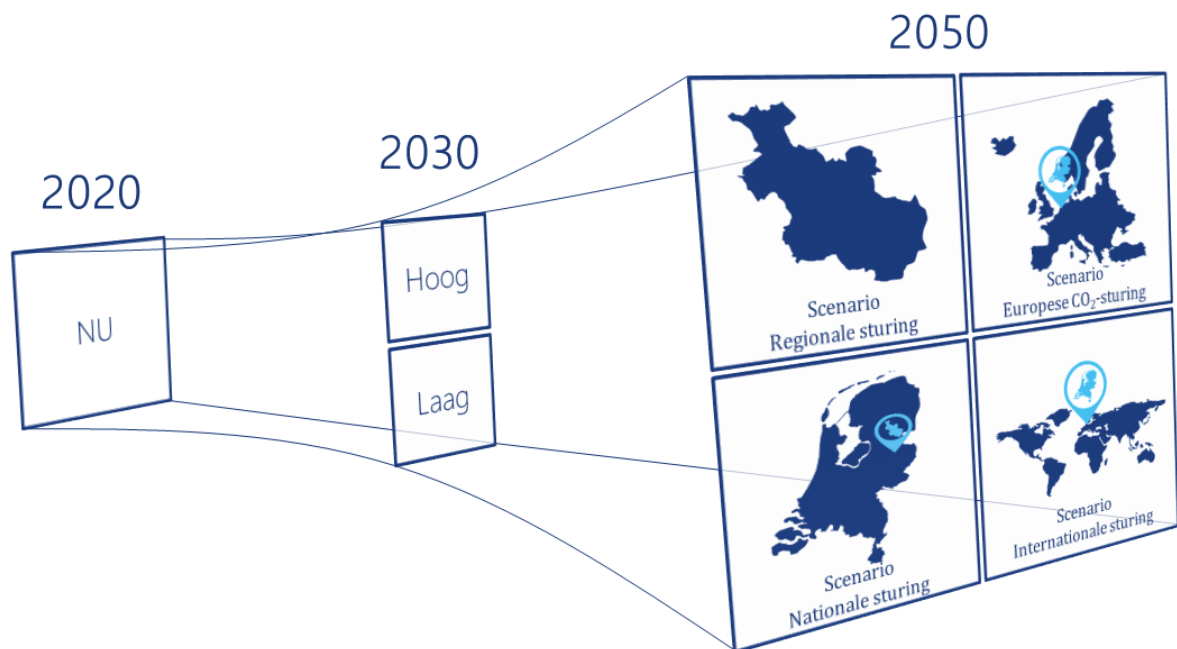 2020
NU
2030
Hoog
Laag
2050
Scenario
Regionale sturing
Scenario
Europese CO₂-sturing
Scenario
Nationale sturing
Scenario
Internationale sturing